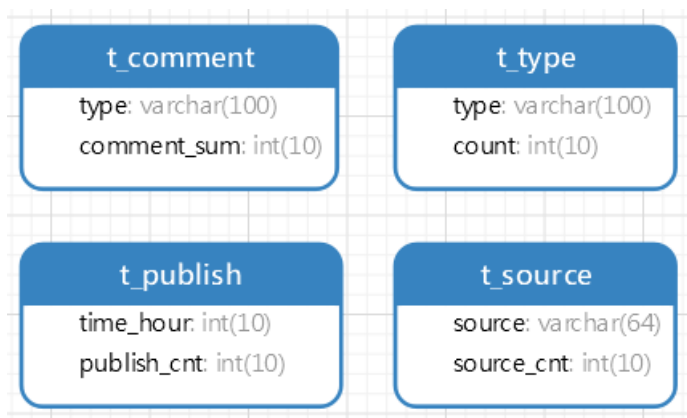 t_comment
type: varchar(100)
comment_sum: int(10)
t_type
type: varchar(100)
count: int(10)
t_publish
time_hour: int(10)
publish_cnt: int(10)
t_source
source: varchar(64)
source_cnt: int(10)